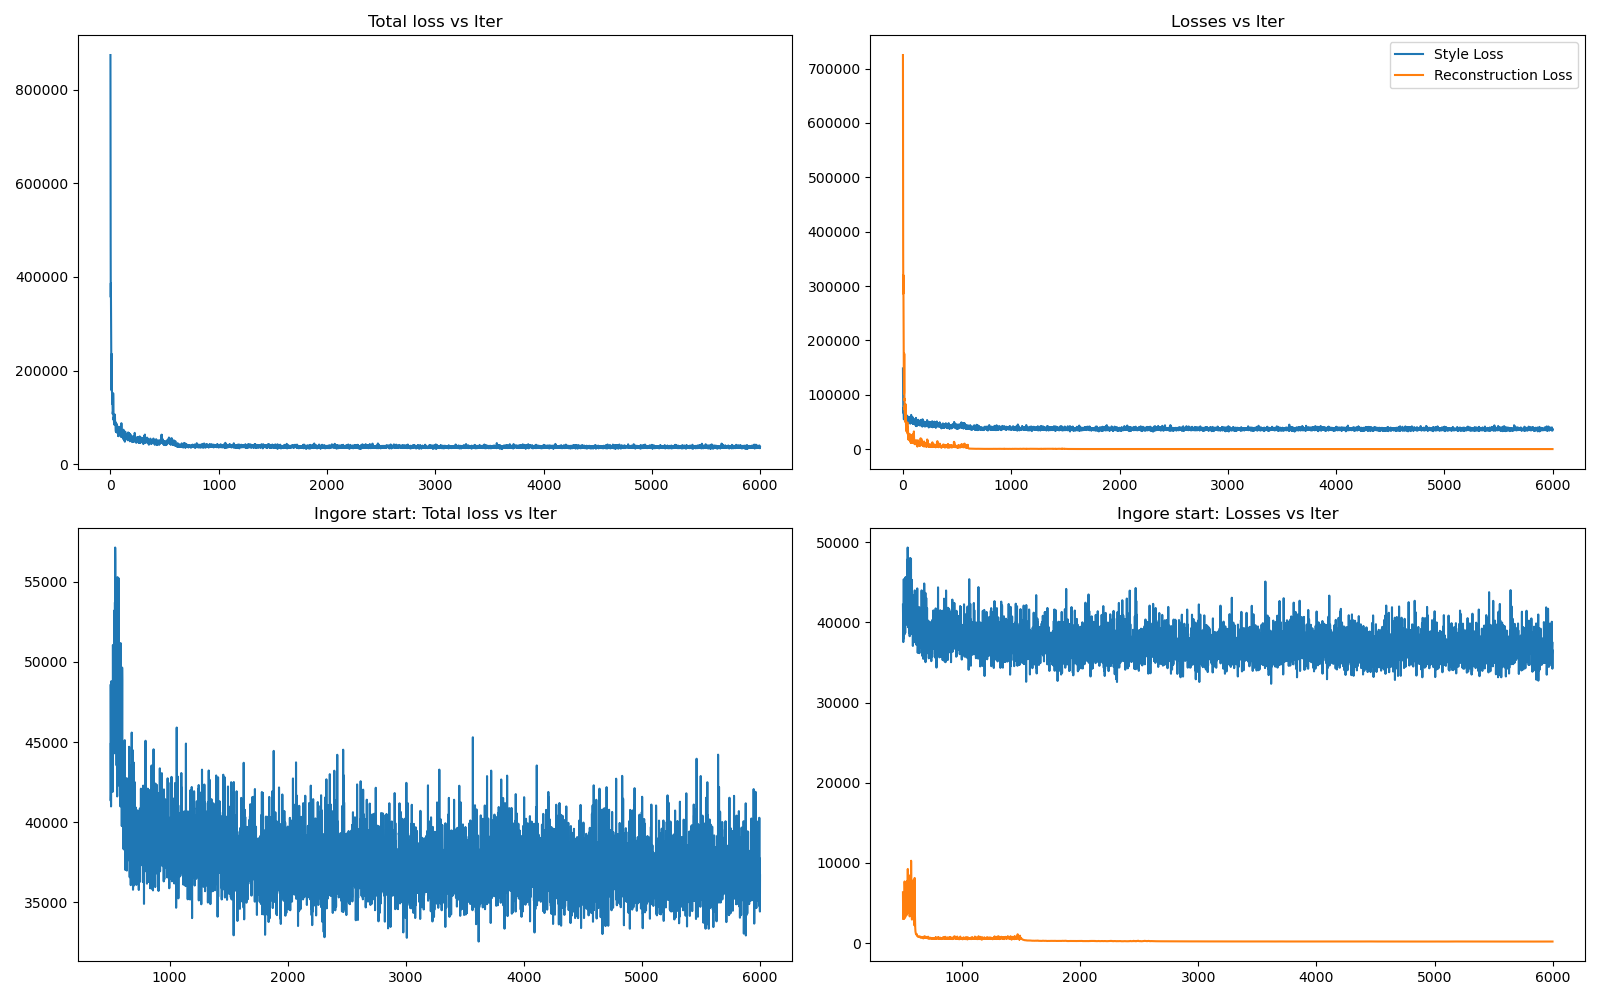 Total loss vs Iter
800000
600000
400000
200000
0
0 1000 2000 3000 4000 5000 6000
Losses vs Iter
Style Loss
Reconstruction Loss
700000
600000
500000
400000
300000
200000
100000
0
0 1000 2000 3000 4000 5000 6000
Ingore start: Total loss vs Iter
55000
50000
45000
40000
35000
1000 2000 3000 4000 5000 6000
Ingore start: Losses vs Iter
50000
40000
30000
20000
10000
0
1000 2000 3000 4000 5000 6000